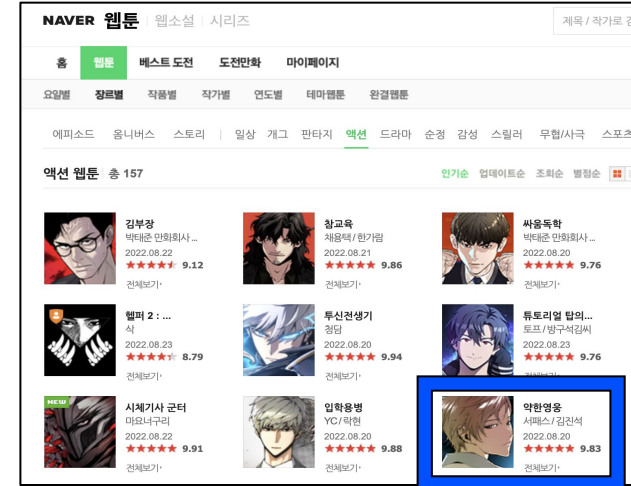 NAVER 웹툰 웹소설 시리즈
제목 / 작가로
홈 웹툰 베스트 도전 도전만화 마이페이지
요일별 장르별 작품별 작가별 연도별 테마웹툰 완결웹툰
에피소드 옴니버스 스토리 | 일상 개그 판타지 액션 드라마 순정 감성 스릴러 무협/사극 스포츠
액션 웹툰 총 157
인기순 업데이트순 조회순 별점순
김부장
박태준 만화회사 ...
2022.08.22
★★★★★ 9.12
전체보기
참교육
채용택 / 한가람
2022.08.21
★★★★★ 9.86
전체보기
싸움독학
박태준 만화회사 ...
2022.08.20
★★★★★ 9.76
전체보기
헬퍼 2 : ...
삭
2022.08.23
★★★★★ 8.79
전체보기
투신전생기
청담
2022.08.20
★★★★★ 9.94
전체보기
튜토리얼 탑의...
토프 / 방구석김씨
2022.08.23
★★★★★ 9.76
전체보기
NEW
시체기사 군터
마요너구리
2022.08.22
★★★★★ 9.91
전체보기
입학용병
YC / 락현
2022.08.20
★★★★★ 9.88
전체보기
약한영웅
서패스 / 김진석
2022.08.20
★★★★★ 9.83
전체보기